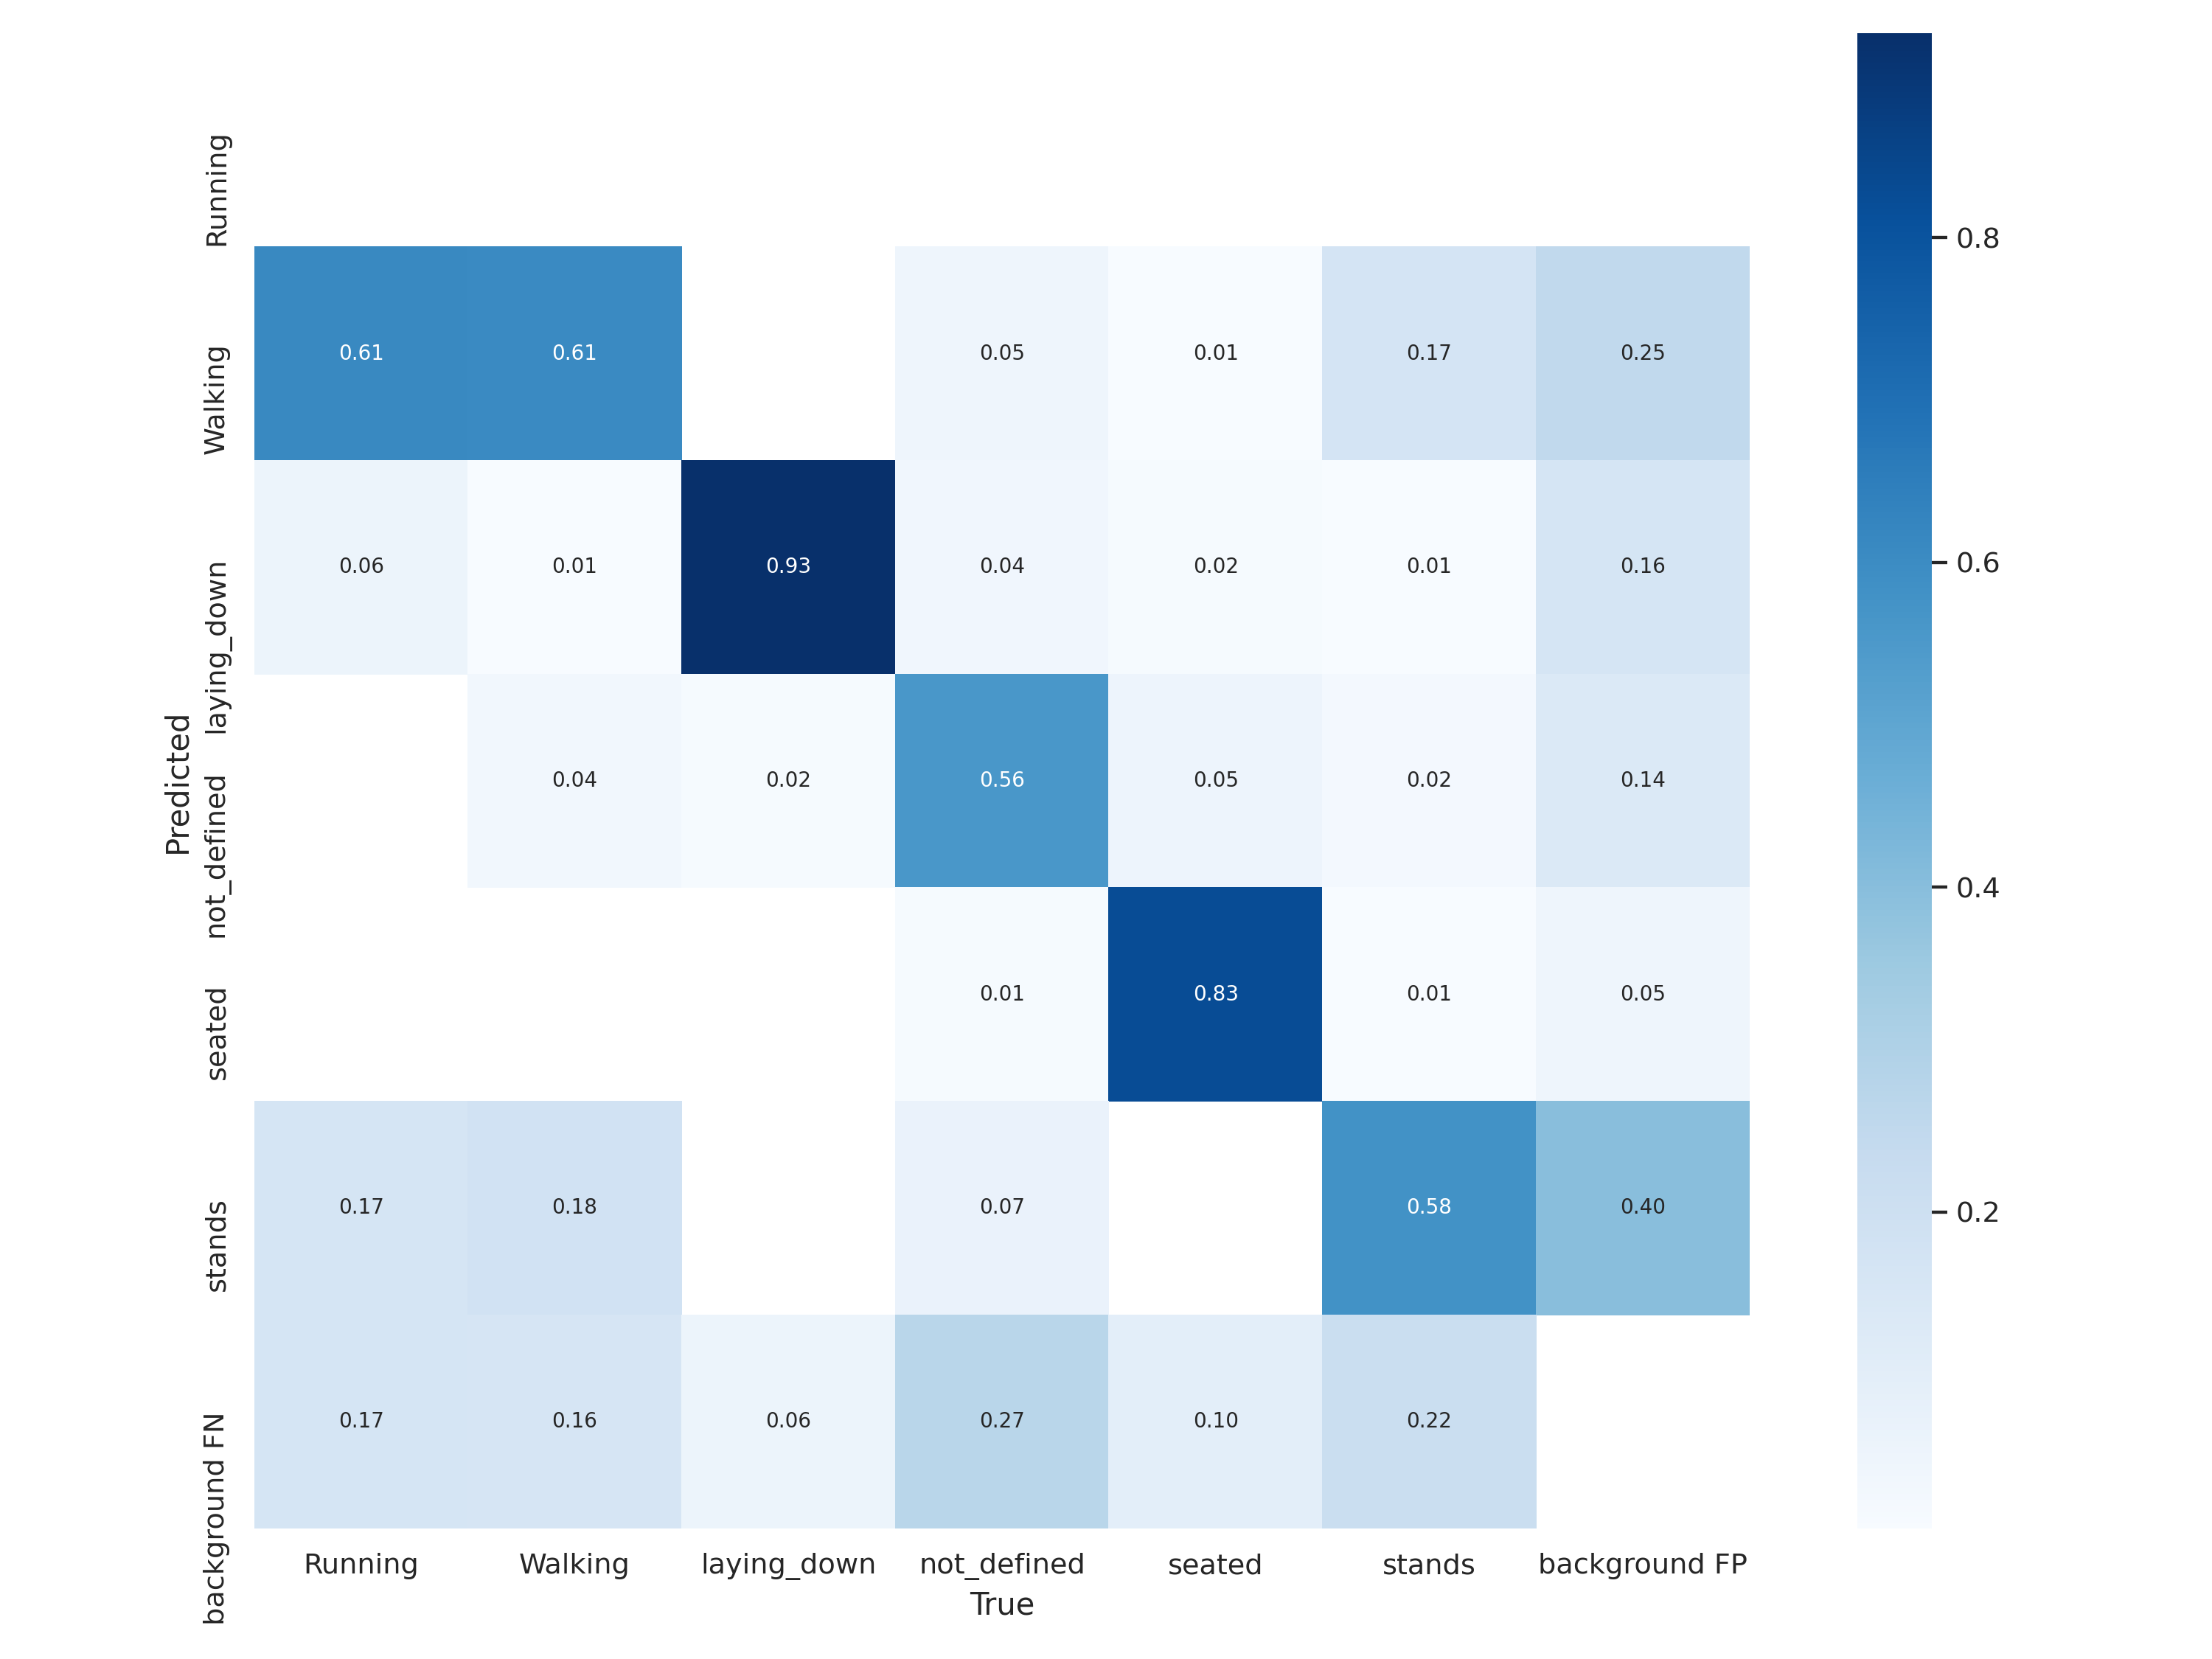 Predicted
Running
Walking
laying_down
not_defined
seated
stands
background FN
0.61 0.61 0.05 0.01 0.17 0.25
0.06 0.01 0.93 0.04 0.02 0.01 0.16
0.04 0.02 0.56 0.05 0.02 0.14
0.01 0.83 0.01 0.05
0.17 0.18 0.07 0.58 0.40
0.17 0.16 0.06 0.27 0.10 0.22
Running Walking laying_down not_defined seated stands background FP
True
0.8
0.6
0.4
0.2